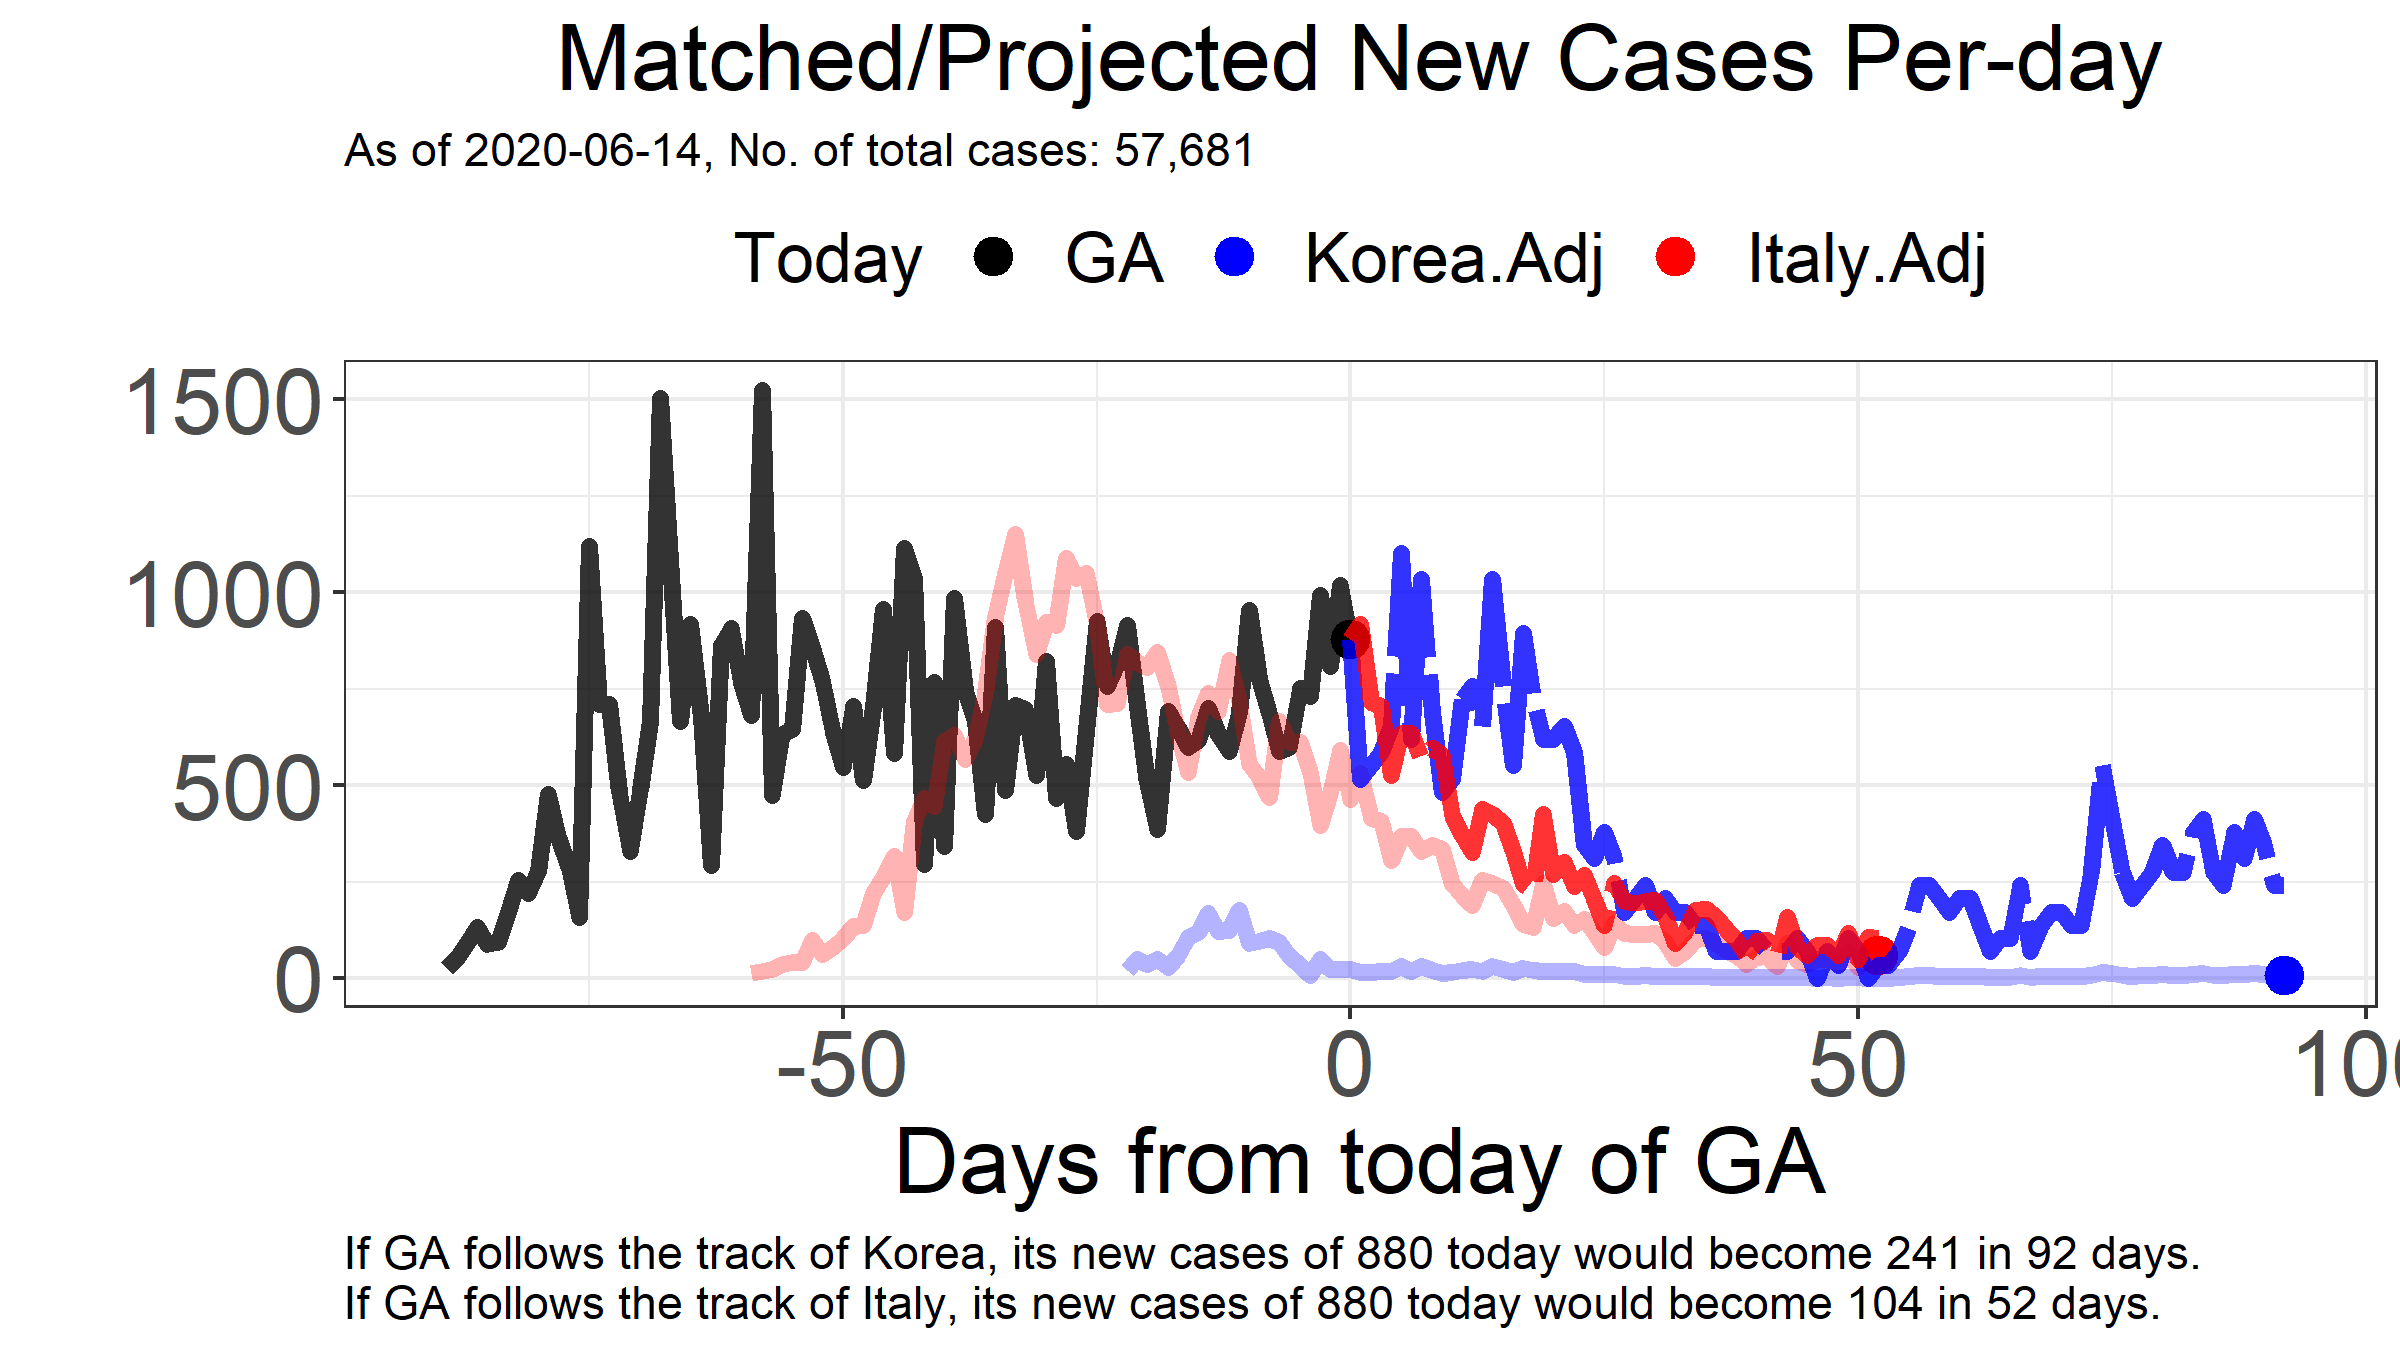 Matched/Projected New Cases Per-day
As of 2020-06-14, No. of total cases: 57,681
Today GA Korea.Adj Italy.Adj
1500
1000
500
0
-50 0 50 100
Days from today of GA
If GA follows the track of Korea, its new cases of 880 today would become 241 in 92 days.
If GA follows the track of Italy, its new cases of 880 today would become 104 in 52 days.